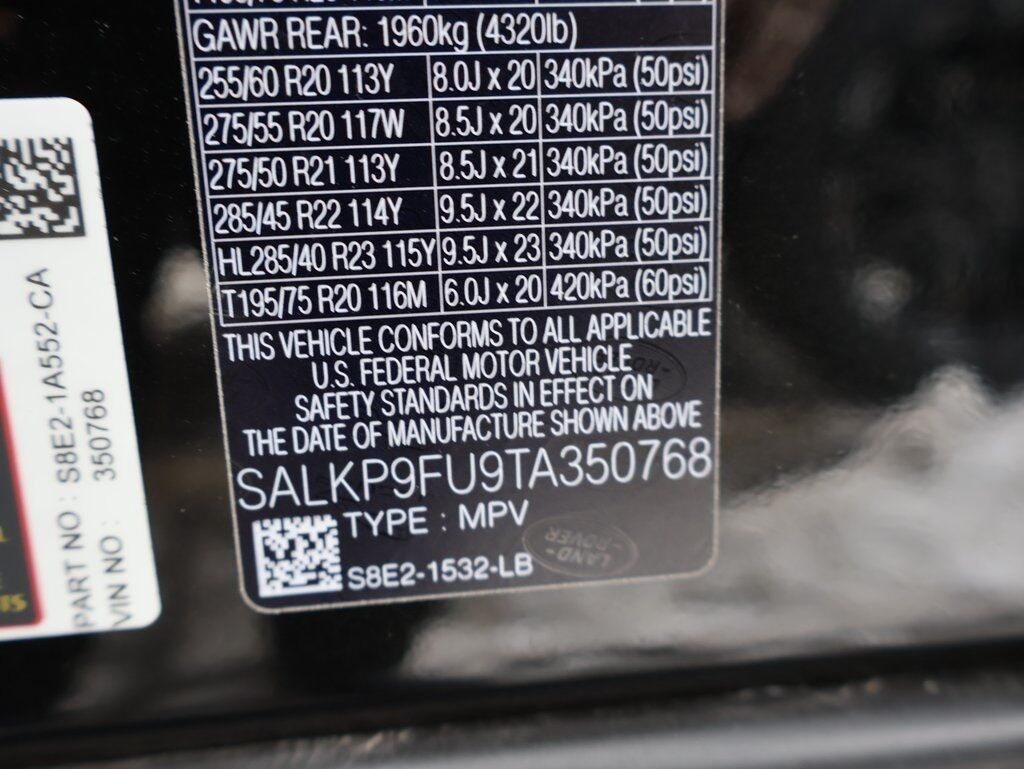 GAWR REAR: 1960kg (4320lb)
255/60 R20 113Y 8.0J x 20 340kPa (50psi)
275/55 R20 117W 8.5J x 20 340kPa (50psi)
275/50 R21 113Y 8.5J x 21 340kPa (50psi)
285/45 R22 114Y 9.5J x 22 340kPa (50psi)
HL285/40 R23 115Y 9.5J x 23 340kPa (50psi)
T195/75 R20 116M 6.0J x 20 420kPa (60psi)
THIS VEHICLE CONFORMS TO ALL APPLICABLE
U.S. FEDERAL MOTOR VEHICLE
SAFETY STANDARDS IN EFFECT ON
THE DATE OF MANUFACTURE SHOWN ABOVE
SALKP9FU9TA350768
TYPE : MPV
S8E2-1532-LB
LAND-
-ROVER
PART NO : S8E2-1A552-CA
VIN NO : 350768